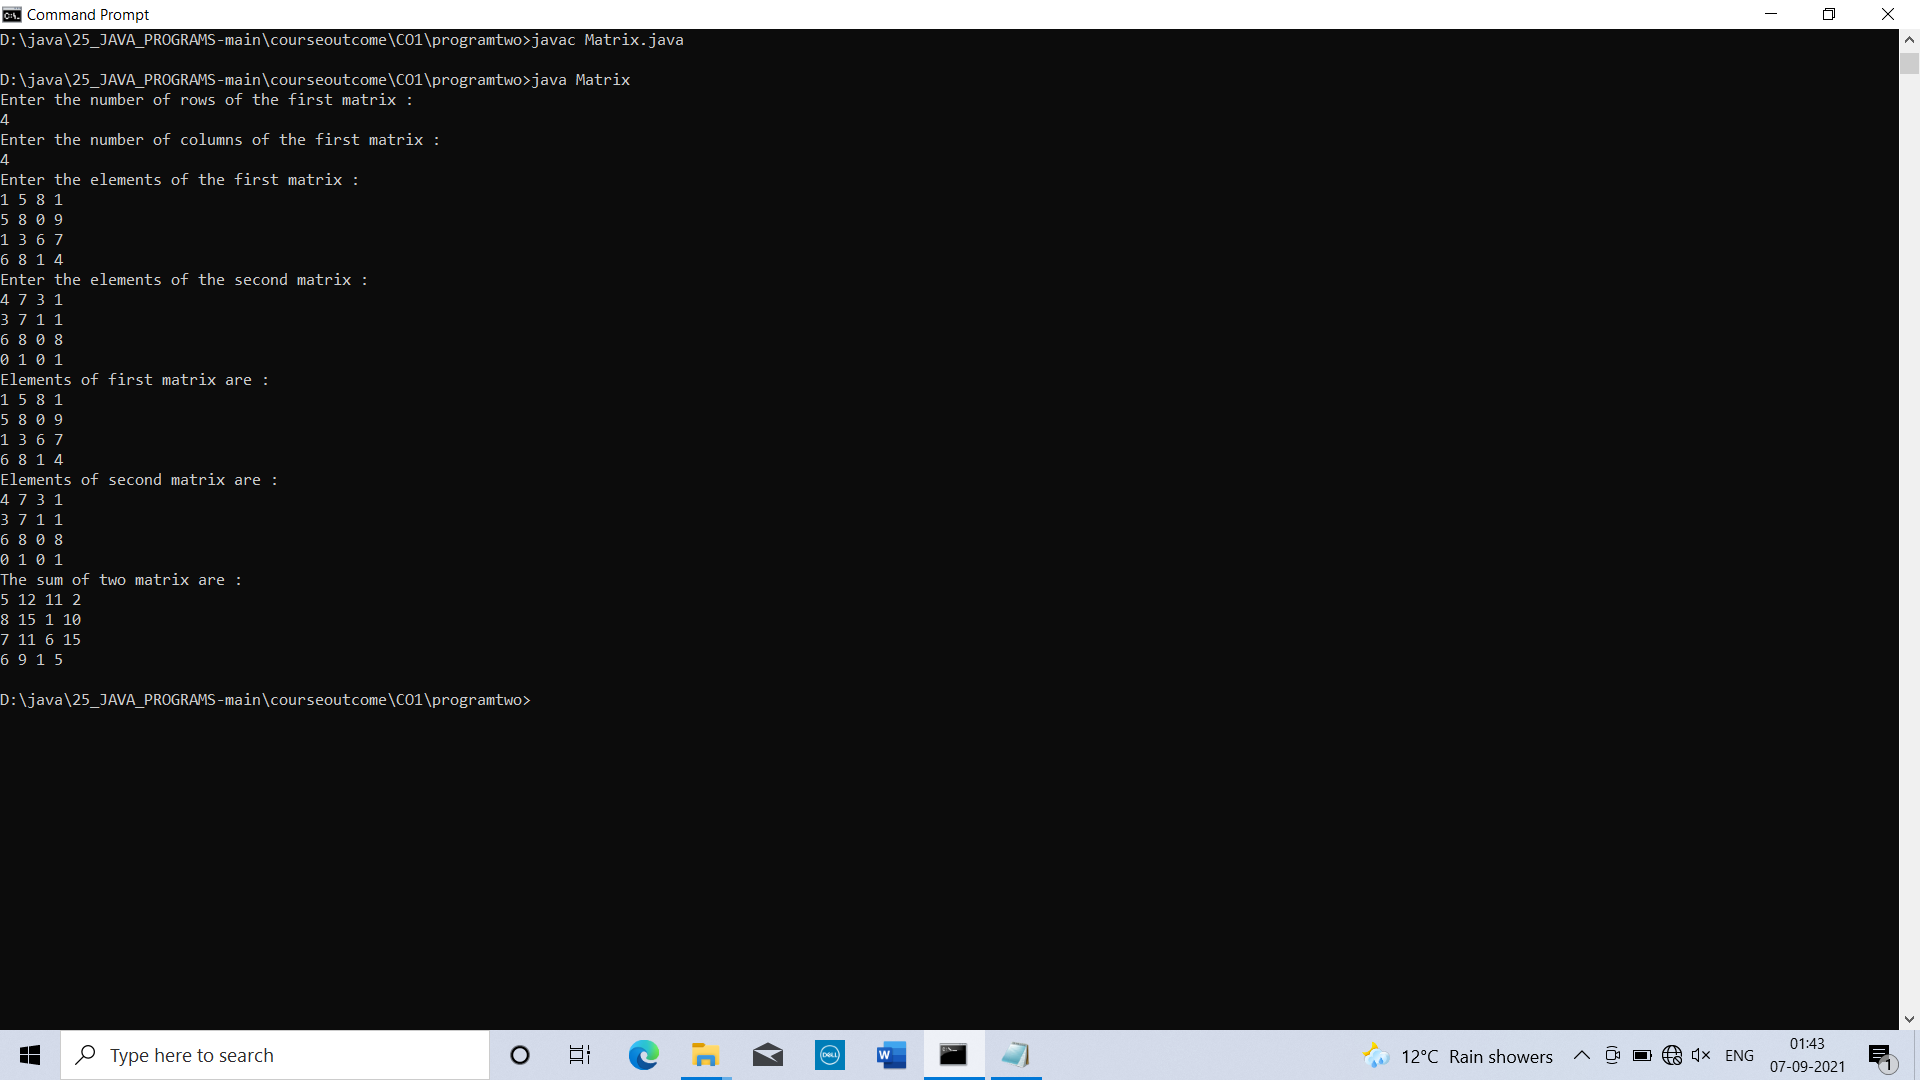 Command Prompt
D:\java\25_JAVA_PROGRAMS-main\courseoutcome\CO1\programtwo>javac Matrix.java
D:\java\25_JAVA_PROGRAMS-main\courseoutcome\CO1\programtwo>java Matrix
Enter the number of rows of the first matrix :
4
Enter the number of columns of the first matrix :
4
Enter the elements of the first matrix :
1 5 8 1
5 8 0 9
1 3 6 7
6 8 1 4
Enter the elements of the second matrix :
4 7 3 1
3 7 1 1
6 8 0 8
0 1 0 1
Elements of first matrix are :
1 5 8 1
5 8 0 9
1 3 6 7
6 8 1 4
Elements of second matrix are :
4 7 3 1
3 7 1 1
6 8 0 8
0 1 0 1
The sum of two matrix are :
5 12 11 2
8 15 1 10
7 11 6 15
6 9 1 5
D:\java\25_JAVA_PROGRAMS-main\courseoutcome\CO1\programtwo>
Type here to search
DELL
W
12°C Rain showers
ENG
01:43
07-09-2021
1